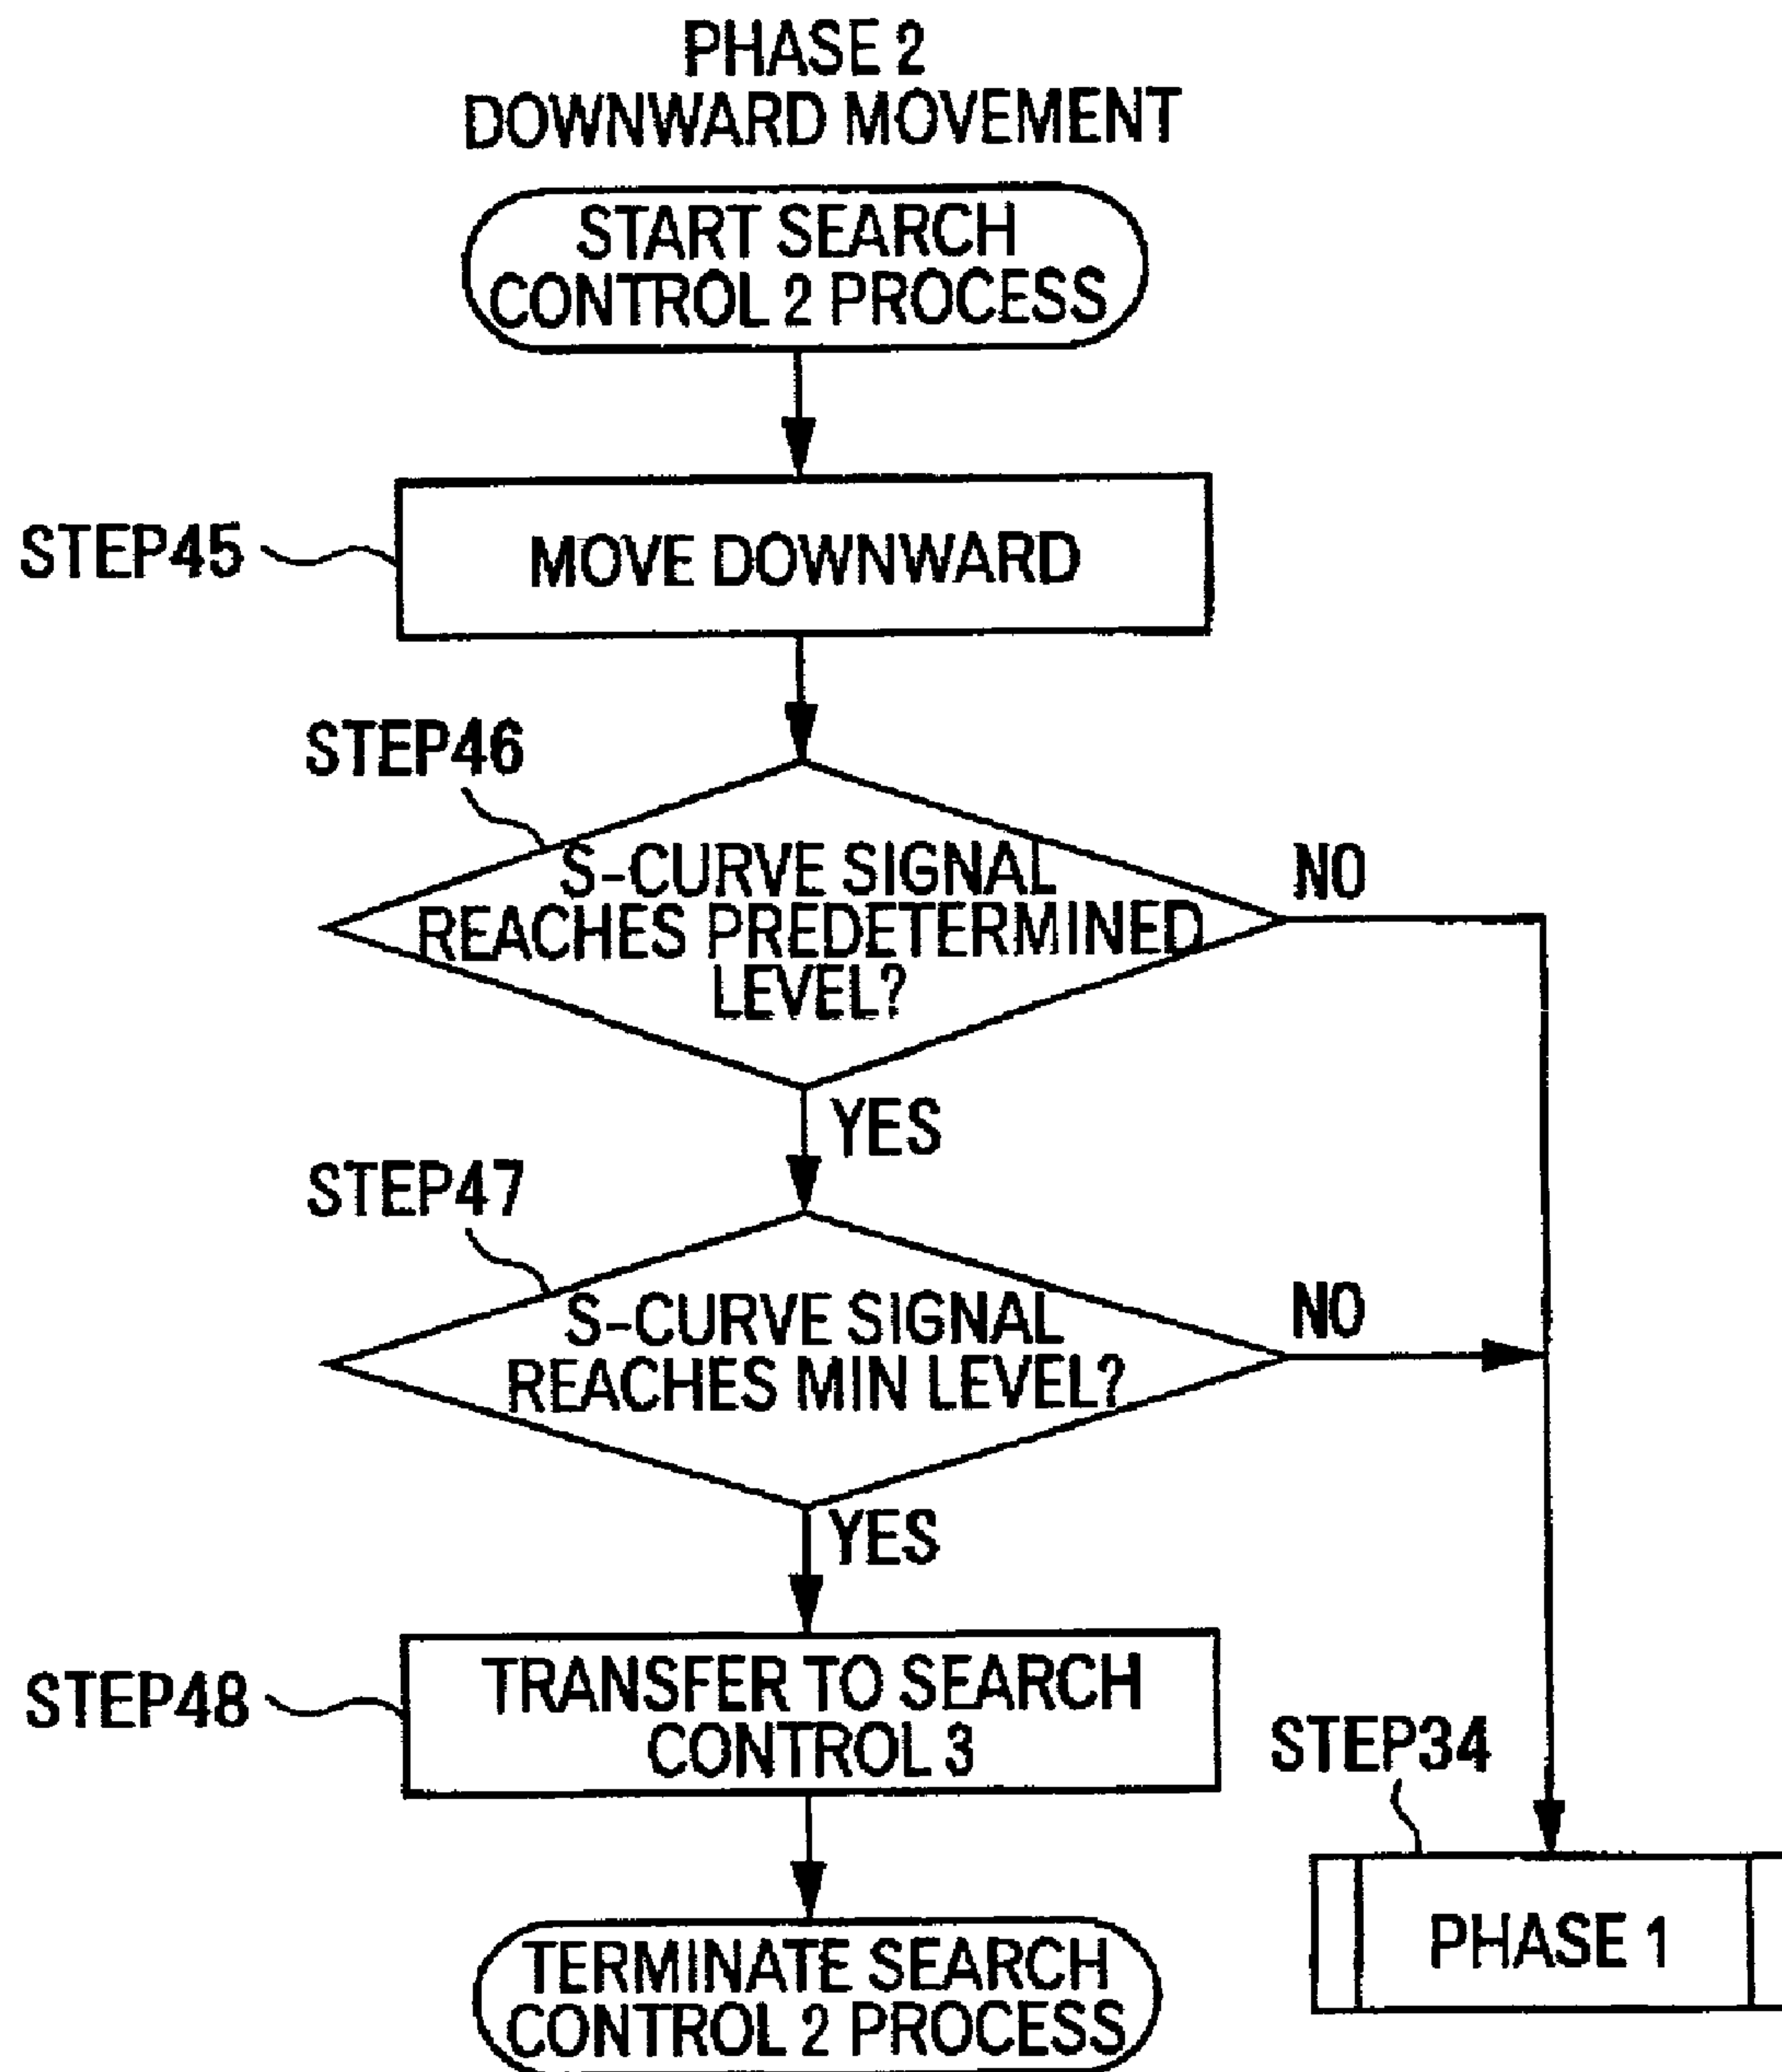 PHASE 2
DOWNWARD MOVEMENT
START SEARCH
CONTROL 2 PROCESS
STEP45
MOVE DOWNWARD
STEP46
S-CURVE SIGNAL
REACHES PREDETERMINED
LEVEL?
NO
YES
STEP47
S-CURVE SIGNAL
REACHES MIN LEVEL?
NO
YES
STEP48
TRANSFER TO SEARCH
CONTROL 3
STEP34
PHASE 1
TERMINATE SEARCH
CONTROL 2 PROCESS